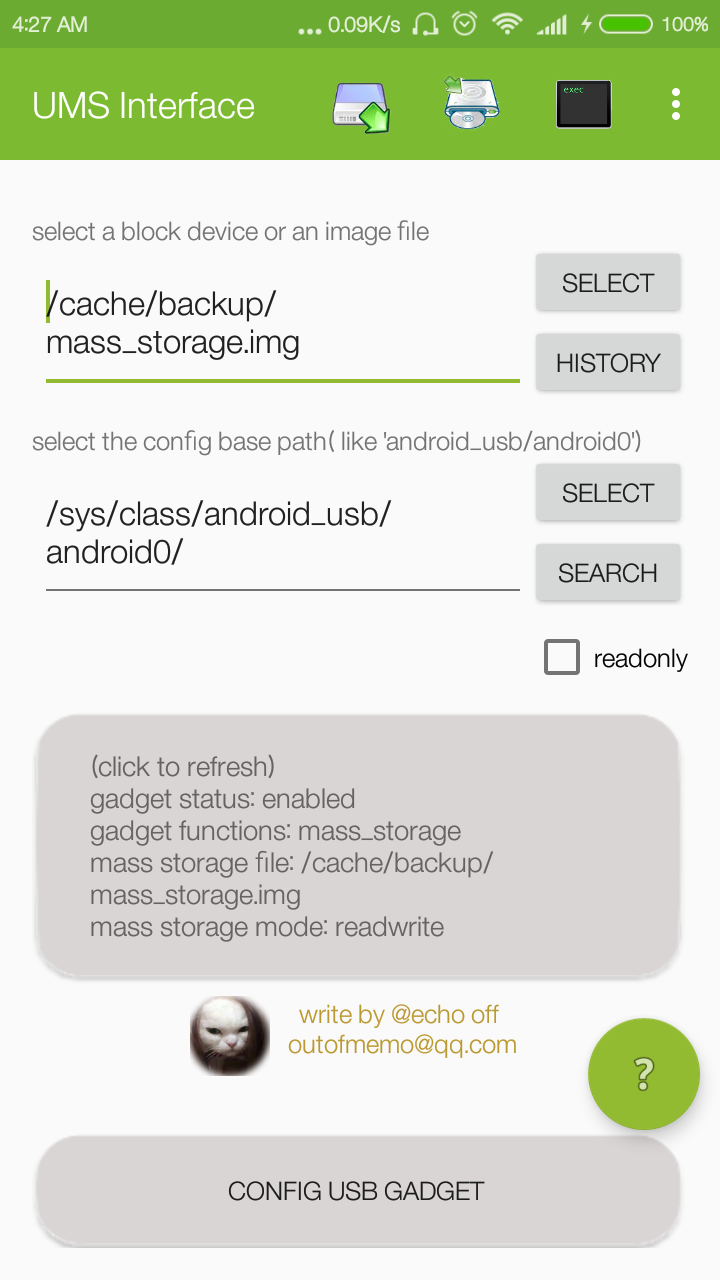 4:27 AM ... 0.09K/s 100%
UMS Interface exec
select a block device or an image file
/cache/backup/
mass_storage.img
SELECT
HISTORY
select the config base path( like 'android_usb/android0')
/sys/class/android_usb/
android0/
SELECT
SEARCH
readonly
(click to refresh)
gadget status: enabled
gadget functions: mass_storage
mass storage file: /cache/backup/
mass_storage.img
mass storage mode: readwrite
write by @echo off
outofmemo@qq.com
?
CONFIG USB GADGET